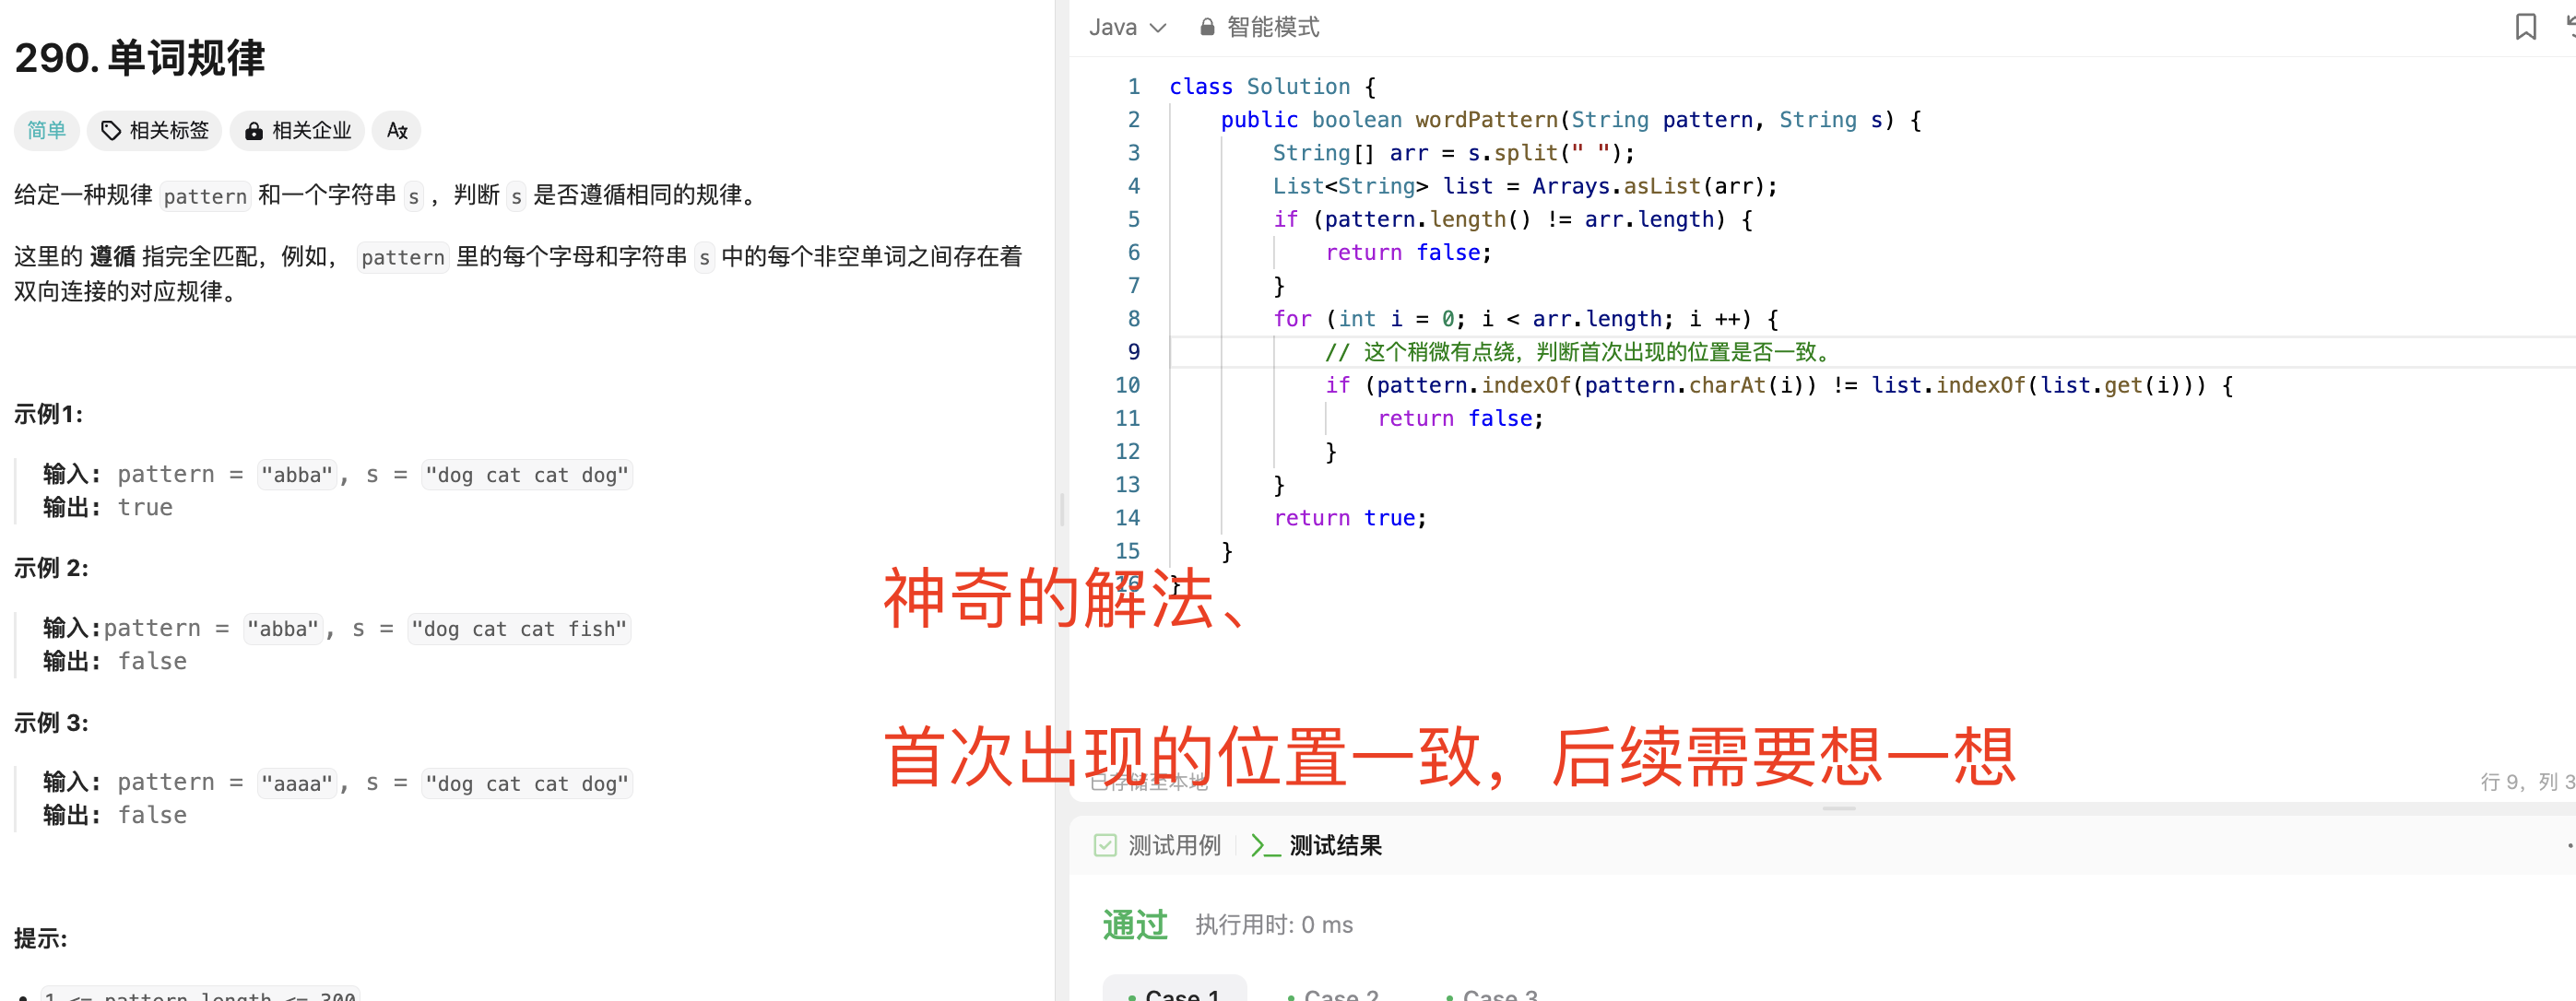 290. 单词规律
简单 相关标签 相关企业
给定一种规律 pattern 和一个字符串 s ，判断 s 是否遵循相同的规律。
这里的 遵循 指完全匹配，例如， pattern 里的每个字母和字符串 s 中的每个非空单词之间存在着
双向连接的对应规律。
示例1:
输入: pattern = "abba", s = "dog cat cat dog"
输出: true
示例 2:
输入:pattern = "abba", s = "dog cat cat fish"
输出: false
示例 3:
输入: pattern = "aaaa", s = "dog cat cat dog"
输出: false
提示:
1 <= pattern.length <= 300
Java 智能模式
1 class Solution {
2 public boolean wordPattern(String pattern, String s) {
3 String[] arr = s.split(" ");
4 List<String> list = Arrays.asList(arr);
5 if (pattern.length() != arr.length) {
6 return false;
7 }
8 for (int i = 0; i < arr.length; i ++) {
9 // 这个稍微有点绕，判断首次出现的位置是否一致。
10 if (pattern.indexOf(pattern.charAt(i)) != list.indexOf(list.get(i))) {
11 return false;
12 }
13 }
14 return true;
15 }
16 }
神奇的解法、
首次出现的位置一致，后续需要想一想
已存储至本地
行 9，列 3
测试用例 测试结果
通过 执行用时: 0 ms
Case 1 Case 2 Case 3